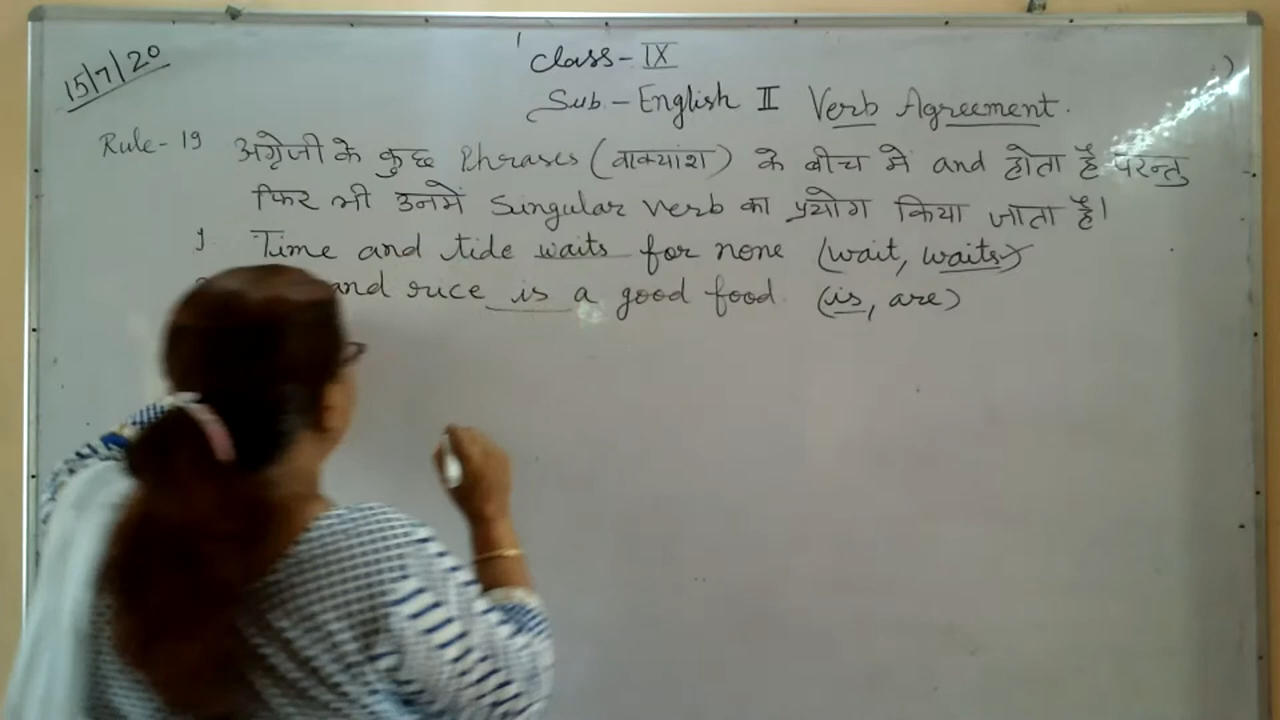 15/7/20
Class - IX
Sub - English II Verb Agreement.
Rule - 19 अंग्रेजी के कुछ Phrases (वाक्यांश) के बीच में and होता है परन्तु
फिर भी उनमें Singular verb का प्रयोग किया जाता है।
1. Time and tide waits for none (wait, waits)
and rice is a good food. (is, are)